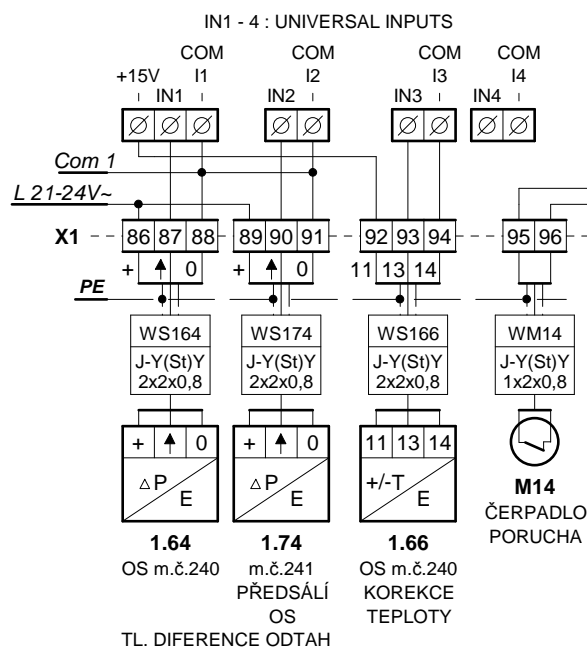 IN1 - 4 : UNIVERSAL INPUTS
COM COM COM COM
+15V I1 I2 I3 I4
IN1 IN2 IN3 IN4
Com 1
L 21-24V~
X1 86 87 88 89 90 91 92 93 94 95 96
+ 0 + 0 11 13 14
PE
WS164 WS174 WS166 WM14
J-Y(St)Y J-Y(St)Y J-Y(St)Y J-Y(St)Y
2x2x0,8 2x2x0,8 2x2x0,8 1x2x0,8
+ 0 + 0 11 13 14
△P △P +/-T
E E E
M14
1.64 1.74 1.66 ČERPADLO
OS m.č.240 m.č.241 OS m.č.240 PORUCHA
PŘEDSÁLÍ KOREKCE
OS TEPLOTY
TL. DIFERENCE ODTAH